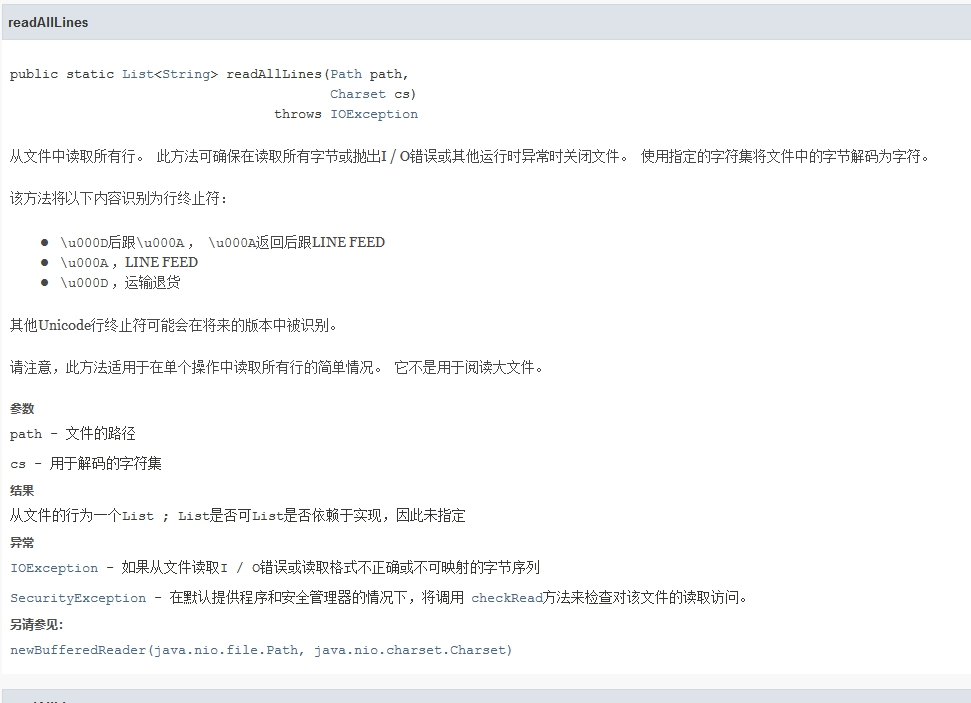 readAllLines
public static List<String> readAllLines(Path path,
Charset cs)
throws IOException
从文件中读取所有行。 此方法可确保在读取所有字节或抛出I / O错误或其他运行时异常时关闭文件。 使用指定的字符集将文件中的字节解码为字符。
该方法将以下内容识别为行终止符：
● \u000D后跟\u000A ， \u000A返回后跟LINE FEED
● \u000A ，LINE FEED
● \u000D ，运输退货
其他Unicode行终止符可能会在将来的版本中被识别。
请注意，此方法适用于在单个操作中读取所有行的简单情况。 它不是用于阅读大文件。
参数
path - 文件的路径
cs - 用于解码的字符集
结果
从文件的行为一个List ; List是否可List是否依赖于实现，因此未指定
异常
IOException - 如果从文件读取I / O错误或读取格式不正确或不可映射的字节序列
SecurityException - 在默认提供程序和安全管理器的情况下，将调用 checkRead方法来检查对该文件的读取访问。
另请参见:
newBufferedReader(java.nio.file.Path, java.nio.charset.Charset)